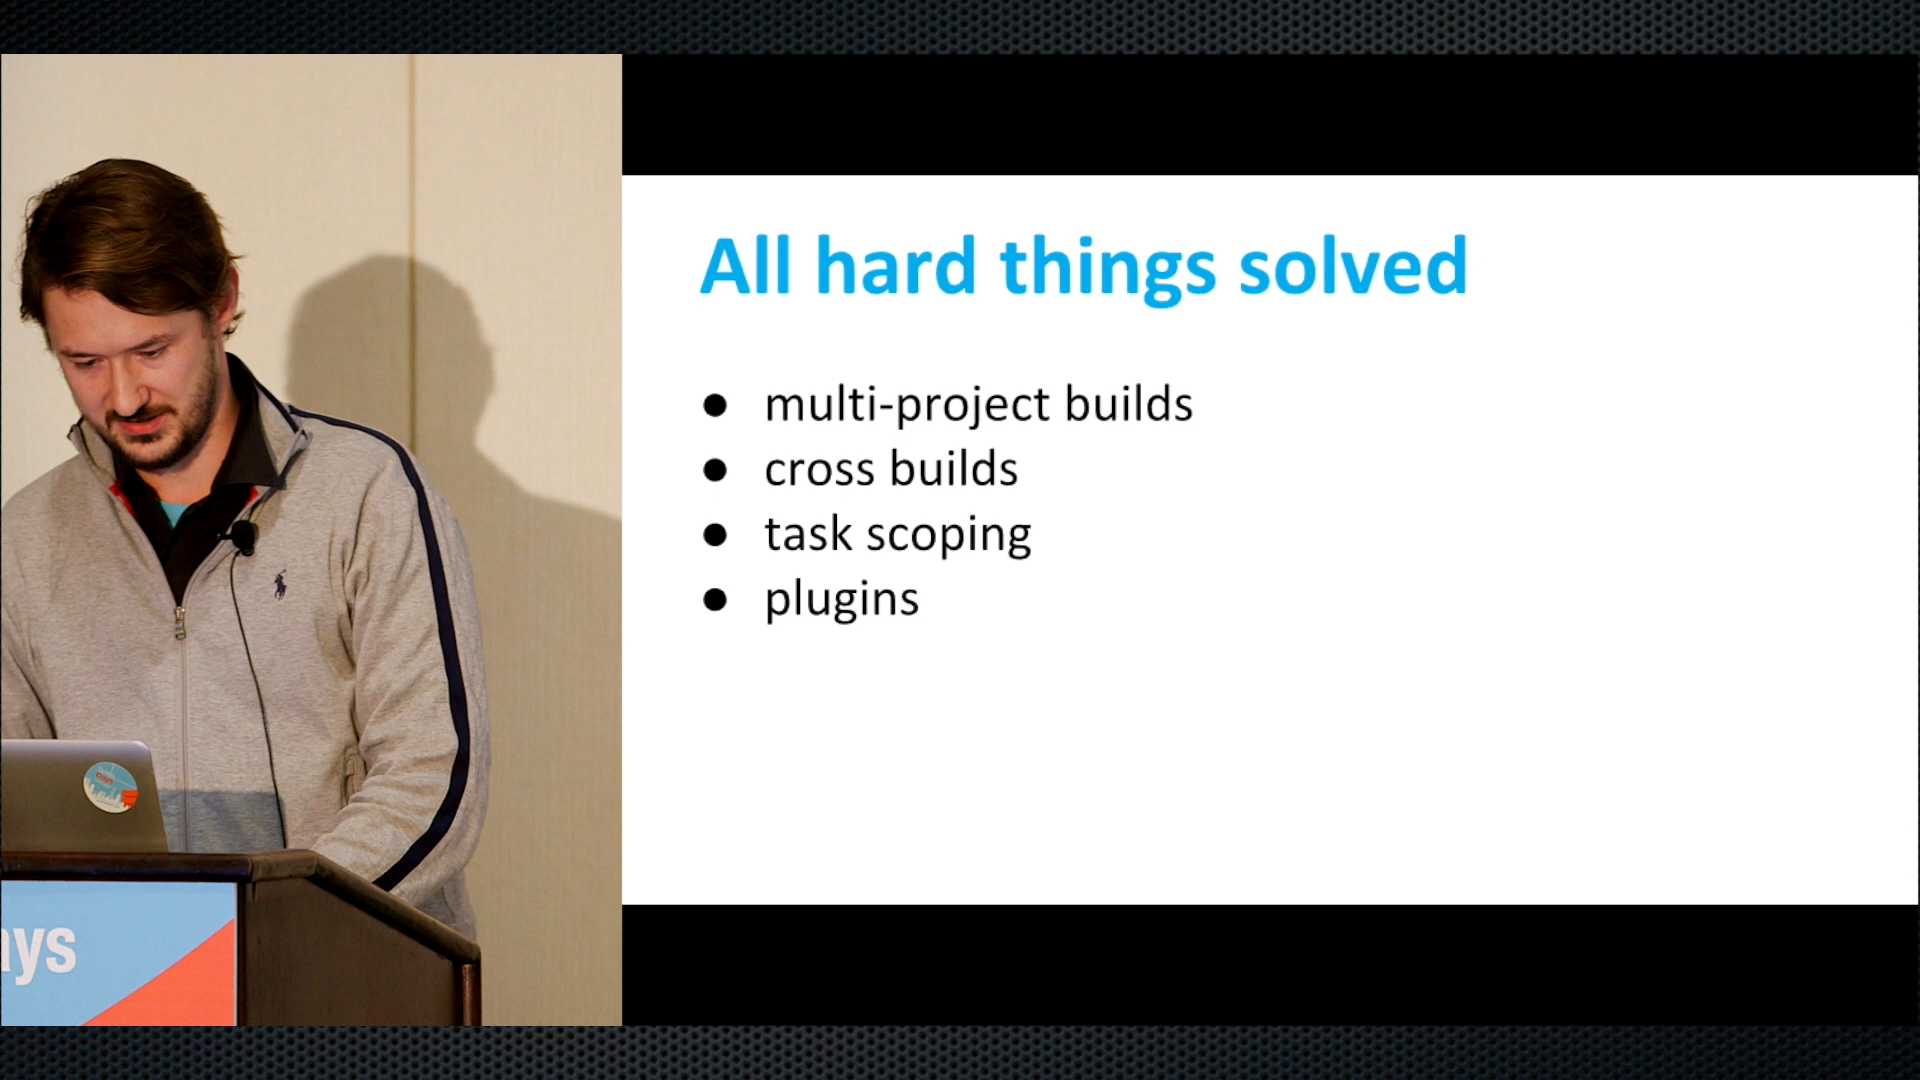 All hard things solved
● multi-project builds
● cross builds
● task scoping
● plugins
ays